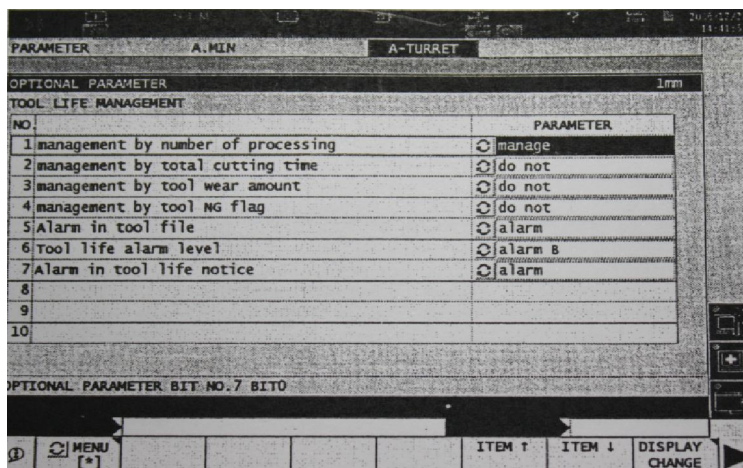 PARAMETER A.MIN A-TURRET
OPTIONAL PARAMETER 1mm
TOOL LIFE MANAGEMENT
NO. PARAMETER
1 management by number of processing manage
2 management by total cutting time do not
3 management by tool wear amount do not
4 management by tool NG flag do not
5 Alarm in tool file alarm
6 Tool life alarm level alarm B
7 Alarm in tool life notice alarm
8
9
10
OPTIONAL PARAMETER BIT NO.7 BIT0
MENU ITEM ↑ ITEM ↓ DISPLAY
[*] CHANGE